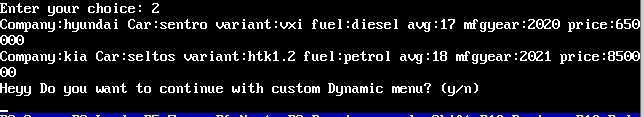 Enter your choice: 2
Company:hyundai Car:sentro variant:vxi fuel:diesel avg:17 mfgyear:2020 price:650
000
Company:kia Car:seltos variant:htk1.2 fuel:petrol avg:18 mfgyear:2021 price:8500
00
Heyy Do you want to continue with custom Dynamic menu? (y/n)